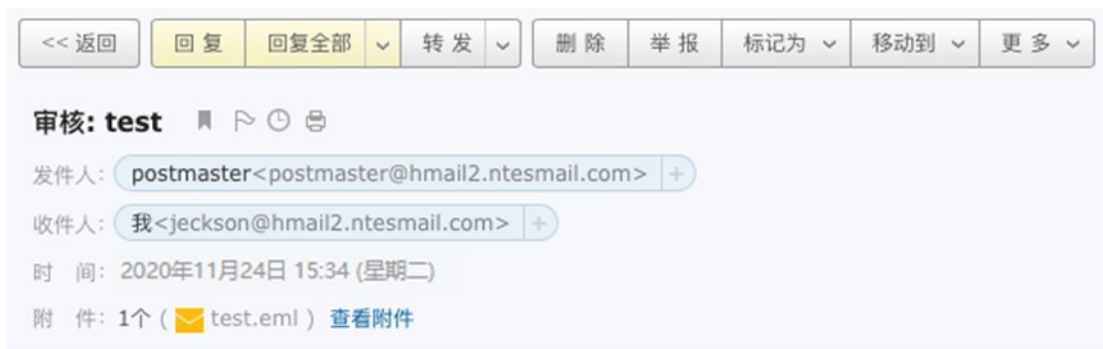 << 返回 回 复 回复全部 转 发 删 除 举 报 标记为 移动到 更 多
审核: test
发件人: postmaster<postmaster@hmail2.ntesmail.com> +
收件人: 我<jeckson@hmail2.ntesmail.com> +
时 间: 2020年11月24日 15:34 (星期二)
附 件: 1个 ( test.eml ) 查看附件